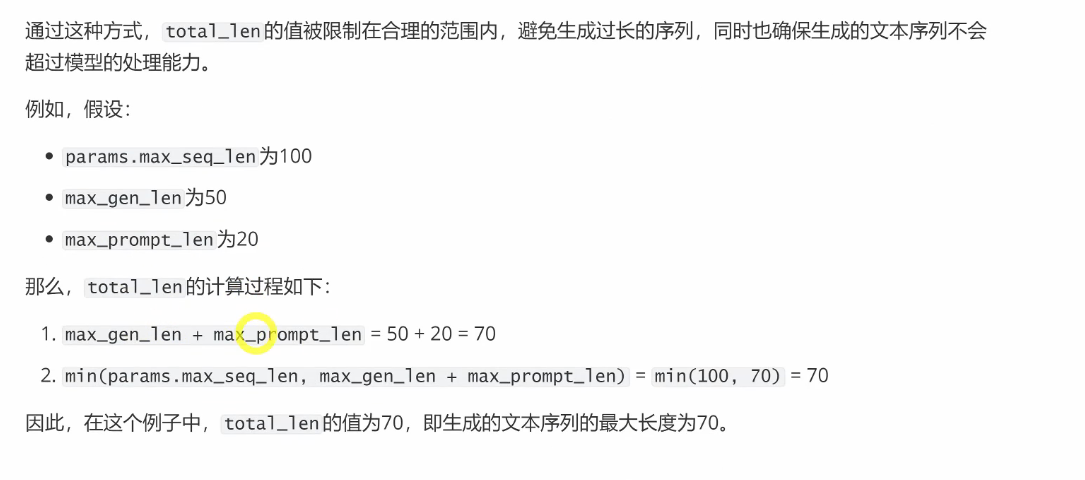 通过这种方式，total_len的值被限制在合理的范围内，避免生成过长的序列，同时也确保生成的文本序列不会
超过模型的处理能力。
例如，假设：
• params.max_seq_len为100
• max_gen_len为50
• max_prompt_len为20
那么，total_len的计算过程如下：
1. max_gen_len + max_prompt_len = 50 + 20 = 70
2. min(params.max_seq_len, max_gen_len + max_prompt_len) = min(100, 70) = 70
因此，在这个例子中，total_len的值为70，即生成的文本序列的最大长度为70。